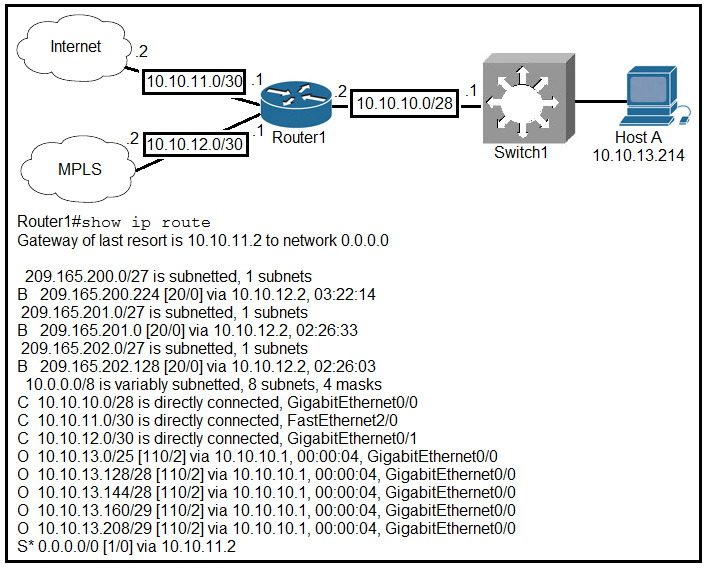 Internet
.2
10.10.11.0/30
.1
.2
10.10.10.0/28
.1
Router1
.1
.2
10.10.12.0/30
MPLS
Switch1
Host A
10.10.13.214
Router1#show ip route
Gateway of last resort is 10.10.11.2 to network 0.0.0.0
209.165.200.0/27 is subnetted, 1 subnets
B 209.165.200.224 [20/0] via 10.10.12.2, 03:22:14
209.165.201.0/27 is subnetted, 1 subnets
B 209.165.201.0 [20/0] via 10.10.12.2, 02:26:33
209.165.202.0/27 is subnetted, 1 subnets
B 209.165.202.128 [20/0] via 10.10.12.2, 02:26:03
10.0.0.0/8 is variably subnetted, 8 subnets, 4 masks
C 10.10.10.0/28 is directly connected, GigabitEthernet0/0
C 10.10.11.0/30 is directly connected, FastEthernet2/0
C 10.10.12.0/30 is directly connected, GigabitEthernet0/1
O 10.10.13.0/25 [110/2] via 10.10.10.1, 00:00:04, GigabitEthernet0/0
O 10.10.13.128/28 [110/2] via 10.10.10.1, 00:00:04, GigabitEthernet0/0
O 10.10.13.144/28 [110/2] via 10.10.10.1, 00:00:04, GigabitEthernet0/0
O 10.10.13.160/29 [110/2] via 10.10.10.1, 00:00:04, GigabitEthernet0/0
O 10.10.13.208/29 [110/2] via 10.10.10.1, 00:00:04, GigabitEthernet0/0
S* 0.0.0.0/0 [1/0] via 10.10.11.2